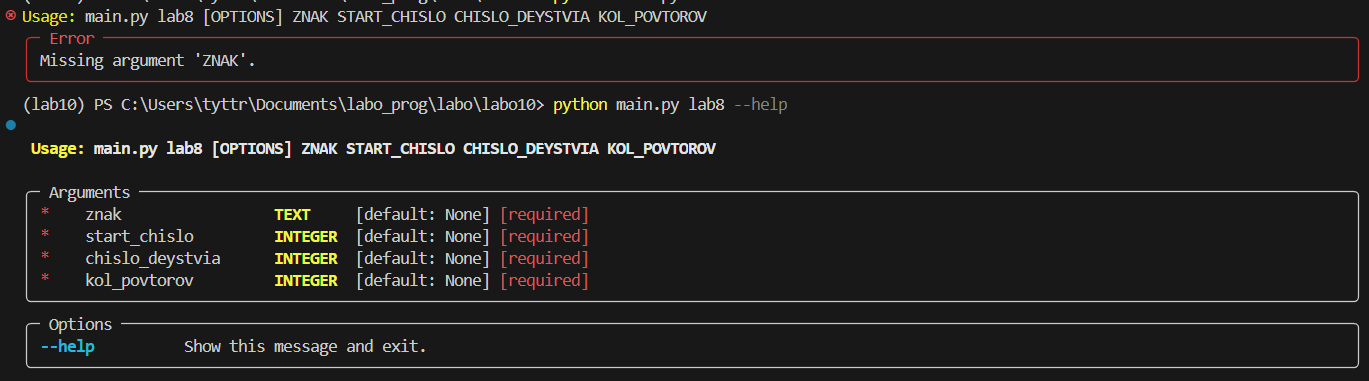 Usage: main.py lab8 [OPTIONS] ZNAK START_CHISLO CHISLO_DEYSTVIA KOL_POVTOROV
Error
Missing argument 'ZNAK'.
(lab10) PS C:\Users\tyttr\Documents\labo_prog\labo\labo10> python main.py lab8 --help
Usage: main.py lab8 [OPTIONS] ZNAK START_CHISLO CHISLO_DEYSTVIA KOL_POVTOROV
Arguments
* znak TEXT [default: None] [required]
* start_chislo INTEGER [default: None] [required]
* chislo_deystvia INTEGER [default: None] [required]
* kol_povtorov INTEGER [default: None] [required]
Options
--help Show this message and exit.